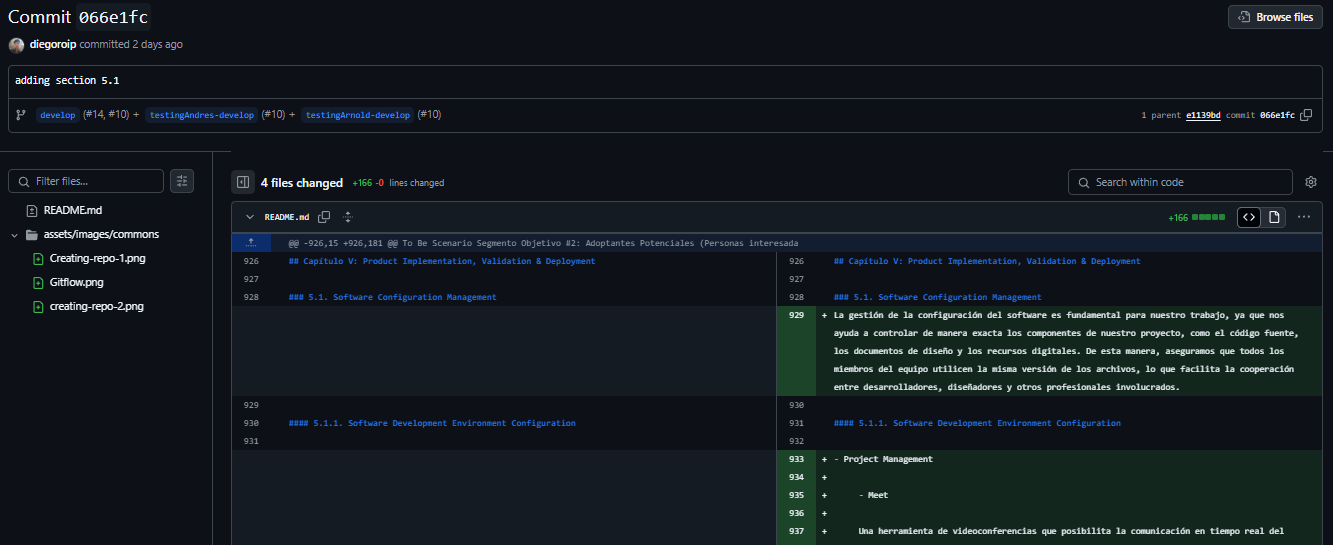 Commit 066e1fc
Browse files
diegoroip committed 2 days ago
adding section 5.1
develop (#14, #10) + testingAndres-develop (#10) + testingArnold-develop (#10)
1 parent e1139bd commit 066e1fc
Filter files...
4 files changed +166 -0 lines changed
Search within code
README.md
assets/images/commons
Creating-repo-1.png
Gitflow.png
creating-repo-2.png
README.md
+166
@@ -926,15 +926,181 @@ To Be Scenario Segmento Objetivo #2: Adoptantes Potenciales (Personas interesada
926 ## Capítulo V: Product Implementation, Validation & Deployment
926 ## Capítulo V: Product Implementation, Validation & Deployment
927
927
928 ### 5.1. Software Configuration Management
928 ### 5.1. Software Configuration Management
929 + La gestión de la configuración del software es fundamental para nuestro trabajo, ya que nos
ayuda a controlar de manera exacta los componentes de nuestro proyecto, como el código fuente,
los documentos de diseño y los recursos digitales. De esta manera, aseguramos que todos los
miembros del equipo utilicen la misma versión de los archivos, lo que facilita la cooperación
entre desarrolladores, diseñadores y otros profesionales involucrados.
929
930
930 #### 5.1.1. Software Development Environment Configuration
931 #### 5.1.1. Software Development Environment Configuration
931
932
933 + - Project Management
934 +
935 + - Meet
936 +
937 + Una herramienta de videoconferencias que posibilita la comunicación en tiempo real del